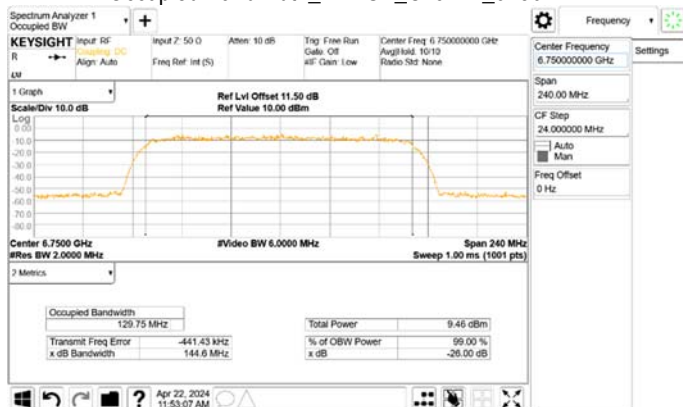 Spectrum Analyzer 1
Occupied BW
+
Frequency
KEYSIGHT
R
Input: RF
Coupling: DC
Align: Auto
Input Z: 50 Ω
Freq Ref: Int (S)
Atten: 10 dB
Trig: Free Run
Gate: Off
#IF Gain: Low
Center Freq: 6.750000000 GHz
Avg|Hold: 10/10
Radio Std: None
Center Frequency
6.750000000 GHz
Settings
Span
240.00 MHz
CF Step
24.000000 MHz
Auto
Man
Freq Offset
0 Hz
1 Graph
Scale/Div 10.0 dB
Ref Lvl Offset 11.50 dB
Ref Value 10.00 dBm
Log
0.00
-10.0
-20.0
-30.0
-40.0
-50.0
-60.0
-70.0
-80.0
Center 6.7500 GHz
#Res BW 2.0000 MHz
#Video BW 6.0000 MHz
Span 240 MHz
Sweep 1.00 ms (1001 pts)
2 Metrics
Occupied Bandwidth
129.75 MHz
Total Power 9.46 dBm
Transmit Freq Error -441.43 kHz
% of OBW Power 99.00 %
x dB Bandwidth 144.6 MHz
x dB -26.00 dB
?
Apr 22, 2024
11:53:07 AM